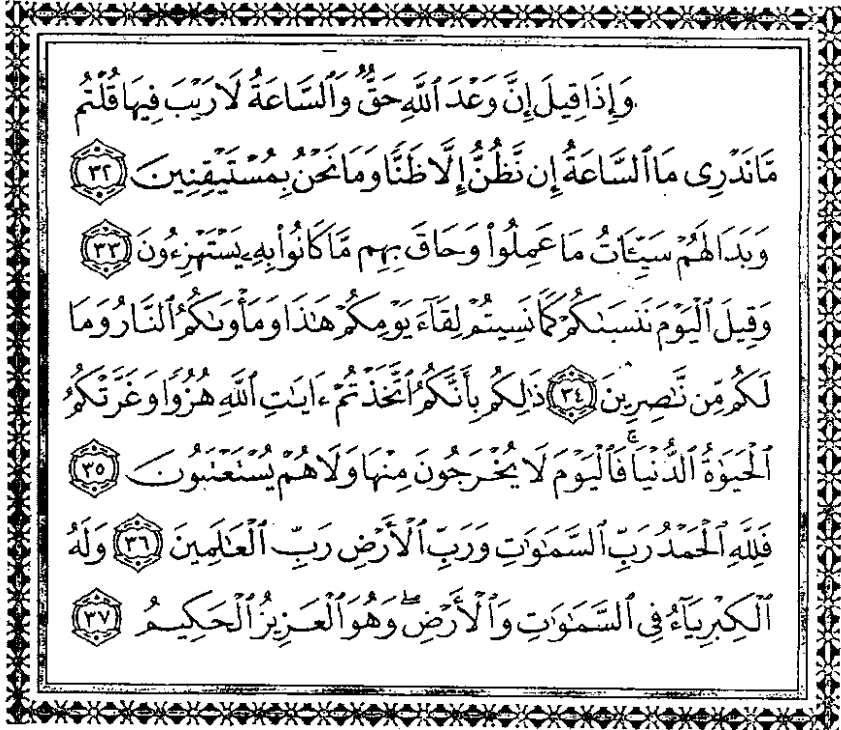 وَإِذَا قِيلَ إِنَّ وَعْدَ ٱللَّهِ حَقٌّ وَٱلسَّاعَةُ لَا رَيْبَ فِيهَا قُلْتُم
مَّا نَدْرِى مَا ٱلسَّاعَةُ إِن نَّظُنُّ إِلَّا ظَنًّا وَمَا نَحْنُ بِمُسْتَيْقِنِينَ ٣٢
وَبَدَا لَهُمْ سَيِّـَٔاتُ مَا عَمِلُوا۟ وَحَاقَ بِهِم مَّا كَانُوا۟ بِهِۦ يَسْتَهْزِءُونَ ٣٣
وَقِيلَ ٱلْيَوْمَ نَنسَىٰكُمْ كَمَا نَسِيتُمْ لِقَآءَ يَوْمِكُمْ هَٰذَا وَمَأْوَىٰكُمُ ٱلنَّارُ وَمَا
لَكُم مِّن نَّٰصِرِينَ ٣٤ ذَٰلِكُم بِأَنَّكُمُ ٱتَّخَذْتُمْ ءَايَٰتِ ٱللَّهِ هُزُوًا وَغَرَّتْكُمُ
ٱلْحَيَوٰةُ ٱلدُّنْيَا ۚ فَٱلْيَوْمَ لَا يُخْرَجُونَ مِنْهَا وَلَا هُمْ يُسْتَعْتَبُونَ ٣٥
فَلِلَّهِ ٱلْحَمْدُ رَبِّ ٱلسَّمَٰوَٰتِ وَرَبِّ ٱلْأَرْضِ رَبِّ ٱلْعَٰلَمِينَ ٣٦ وَلَهُ
ٱلْكِبْرِيَآءُ فِى ٱلسَّمَٰوَٰتِ وَٱلْأَرْضِ ۖ وَهُوَ ٱلْعَزِيزُ ٱلْحَكِيمُ ٣٧